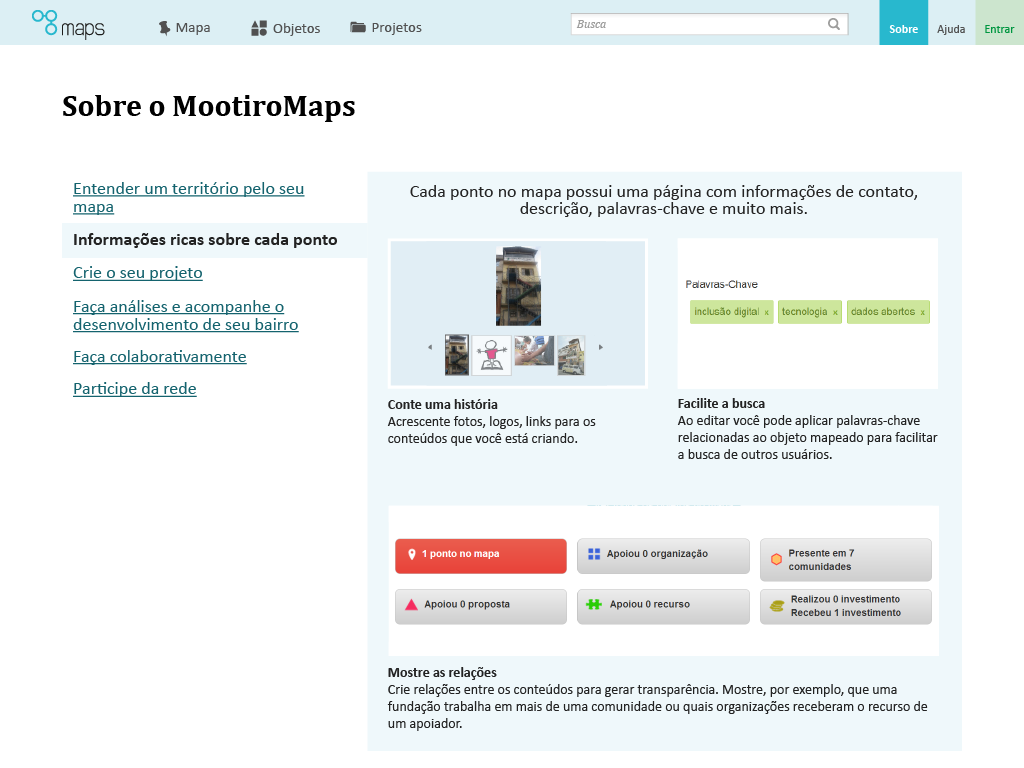 maps
Mapa
Objetos
Projetos
Busca
Sobre
Ajuda
Entrar
Sobre o MootiroMaps
Entender um território pelo seu
mapa
Informações ricas sobre cada ponto
Crie o seu projeto
Faça análises e acompanhe o
desenvolvimento de seu bairro
Faça colaborativamente
Participe da rede
Cada ponto no mapa possui uma página com informações de contato,
descrição, palavras-chave e muito mais.
Conte uma história
Acrescente fotos, logos, links para os
conteúdos que você está criando.
Palavras-Chave
inclusão digital x
tecnologia x
dados abertos x
Facilite a busca
Ao editar você pode aplicar palavras-chave
relacionadas ao objeto mapeado para facilitar
a busca de outros usuários.
1 ponto no mapa
Apoiou 0 organização
Presente em 7
comunidades
Apoiou 0 proposta
Apoiou 0 recurso
Realizou 0 investimento
Recebeu 1 investimento
Mostre as relações
Crie relações entre os conteúdos para gerar transparência. Mostre, por exemplo, que uma
fundação trabalha em mais de uma comunidade ou quais organizações receberam o recurso de
um apoiador.